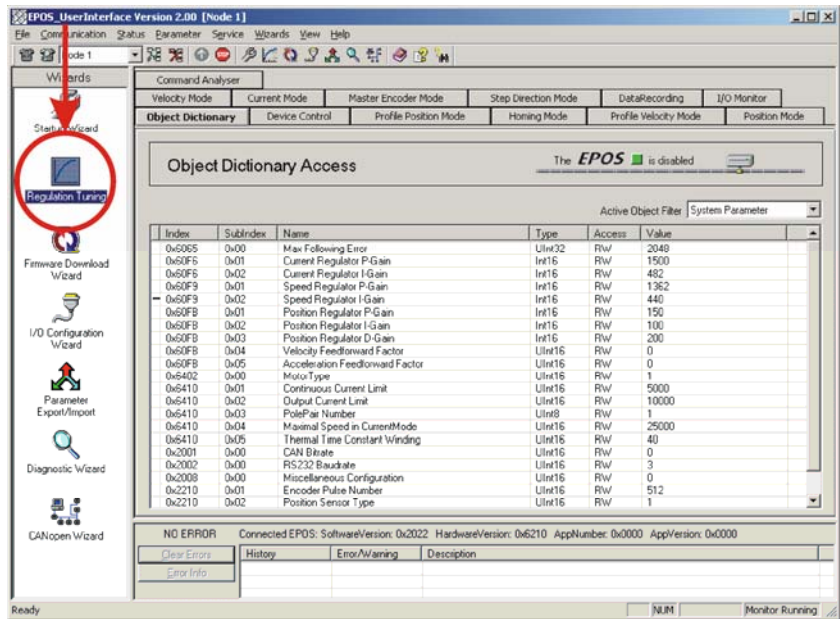 EPOS_UserInterface Version 2.00 [Node 1]
File Communication Status Parameter Service Wizards View Help
Node 1
Wizards
Startup Wizard
Regulation Tuning
Firmware Download Wizard
I/O Configuration Wizard
Parameter Export/Import
Diagnostic Wizard
CANopen Wizard
Command Analyser
Velocity Mode Current Mode Master Encoder Mode Step Direction Mode DataRecording I/O Monitor
Object Dictionary Device Control Profile Position Mode Homing Mode Profile Velocity Mode Position Mode
Object Dictionary Access
The EPOS is disabled
Active Object Filter System Parameter
Index SubIndex Name Type Access Value
0x6065 0x00 Max Following Error UInt32 RW 2048
0x60F6 0x01 Current Regulator P-Gain Int16 RW 1500
0x60F6 0x02 Current Regulator I-Gain Int16 RW 482
0x60F9 0x01 Speed Regulator P-Gain Int16 RW 1362
0x60F9 0x02 Speed Regulator I-Gain Int16 RW 440
0x60FB 0x01 Position Regulator P-Gain Int16 RW 150
0x60FB 0x02 Position Regulator I-Gain Int16 RW 100
0x60FB 0x03 Position Regulator D-Gain Int16 RW 200
0x60FB 0x04 Velocity Feedforward Factor UInt16 RW 0
0x60FB 0x05 Acceleration Feedforward Factor UInt16 RW 0
0x6402 0x00 MotorType UInt16 RW 1
0x6410 0x01 Continuous Current Limit UInt16 RW 5000
0x6410 0x02 Output Current Limit UInt16 RW 10000
0x6410 0x03 PolePair Number UInt8 RW 1
0x6410 0x04 Maximal Speed in CurrentMode UInt16 RW 25000
0x6410 0x05 Thermal Time Constant Winding UInt16 RW 40
0x2001 0x00 CAN Bitrate UInt16 RW 0
0x2002 0x00 RS232 Baudrate UInt16 RW 3
0x2008 0x00 Miscellaneous Configuration UInt16 RW 0
0x2210 0x01 Encoder Pulse Number UInt16 RW 512
0x2210 0x02 Position Sensor Type UInt16 RW 1
NO ERROR Connected EPOS: SoftwareVersion: 0x2022 HardwareVersion: 0x6210 AppNumber: 0x0000 AppVersion: 0x0000
Clear Errors
Error Info
History Error/Warning Description
Ready NUM Monitor Running